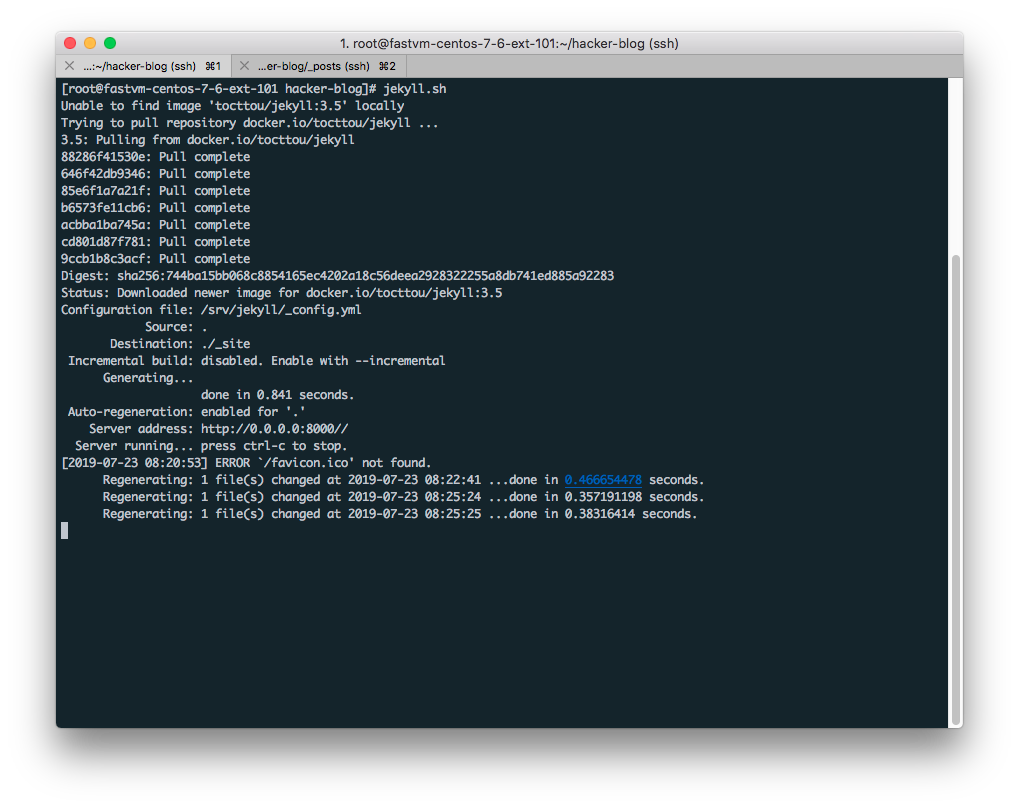 1. root@fastvm-centos-7-6-ext-101:~/hacker-blog (ssh)
...:~/hacker-blog (ssh) ⌘1 ...er-blog/_posts (ssh) ⌘2
[root@fastvm-centos-7-6-ext-101 hacker-blog]# jekyll.sh
Unable to find image 'tocttou/jekyll:3.5' locally
Trying to pull repository docker.io/tocttou/jekyll ...
3.5: Pulling from docker.io/tocttou/jekyll
88286f41530e: Pull complete
646f42db9346: Pull complete
85e6f1a7a21f: Pull complete
b6573fe11cb6: Pull complete
acbba1ba745a: Pull complete
cd801d87f781: Pull complete
9ccb1b8c3acf: Pull complete
Digest: sha256:744ba15bb068c8854165ec4202a18c56deea2928322255a8db741ed885a92283
Status: Downloaded newer image for docker.io/tocttou/jekyll:3.5
Configuration file: /srv/jekyll/_config.yml
Source: .
Destination: ./_site
Incremental build: disabled. Enable with --incremental
Generating...
done in 0.841 seconds.
Auto-regeneration: enabled for '.'
Server address: http://0.0.0.0:8000//
Server running... press ctrl-c to stop.
[2019-07-23 08:20:53] ERROR `/favicon.ico' not found.
Regenerating: 1 file(s) changed at 2019-07-23 08:22:41 ...done in 0.466654478 seconds.
Regenerating: 1 file(s) changed at 2019-07-23 08:25:24 ...done in 0.357191198 seconds.
Regenerating: 1 file(s) changed at 2019-07-23 08:25:25 ...done in 0.38316414 seconds.